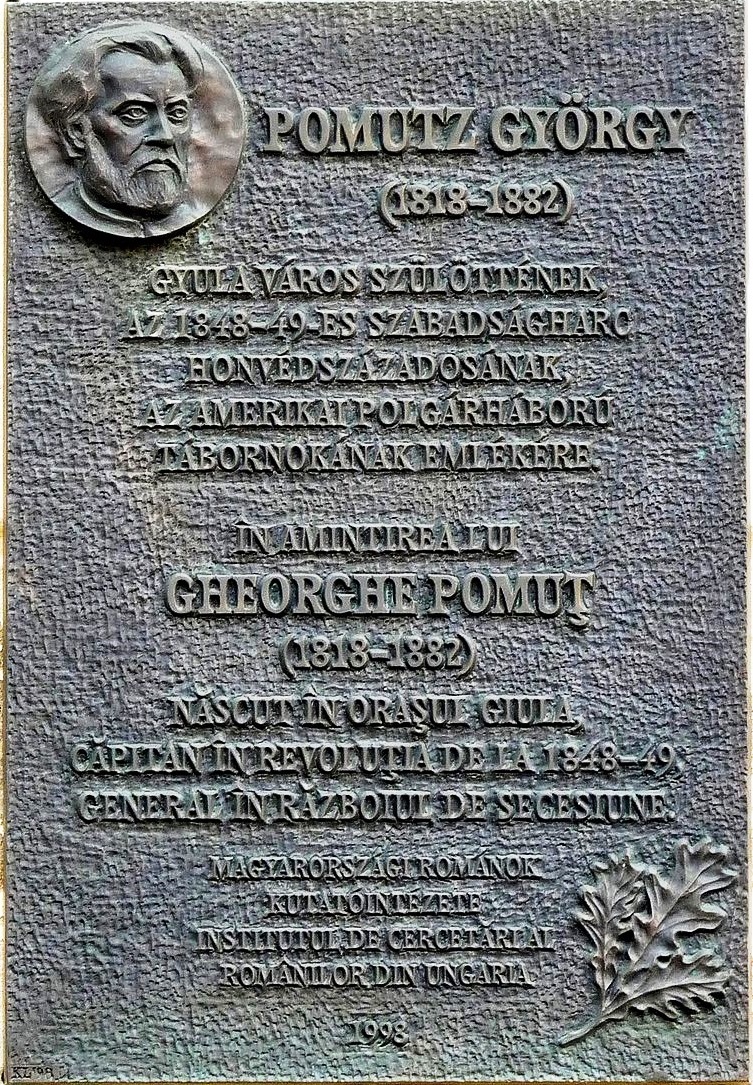 POMUTZ GYÖRGY
(1818–1882)
GYULA VÁROS SZÜLÖTTÉNEK,
AZ 1848–49-ES SZABADSÁGHARC
HONVÉDSZÁZADOSÁNAK,
AZ AMERIKAI POLGÁRHÁBORÚ
TÁBORNOKÁNAK EMLÉKÉRE.
ÎN AMINTIREA LUI
GHEORGHE POMUŢ
(1818–1882)
NĂSCUT ÎN ORAŞUL GIULA,
CĂPITAN ÎN REVOLUŢIA DE LA 1848–49,
GENERAL ÎN RĂZBOIUL DE SECESIUNE.
MAGYARORSZÁGI ROMÁNOK
KUTATÓINTÉZETE
INSTITUTUL DE CERCETĂRI AL
ROMÂNILOR DIN UNGARIA
1998
KL '98